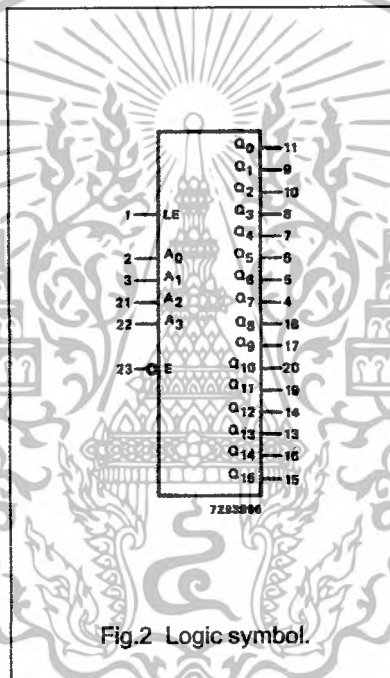 Q0 11
Q1 9
Q2 10
1 LE Q3 8
Q4 7
2 A0 Q5 6
3 A1 Q6 5
21 A2 Q7 4
22 A3 Q8 18
Q9 17
23 E Q10 20
Q11 19
Q12 14
Q13 13
Q14 16
Q15 15
Fig.2 Logic symbol.